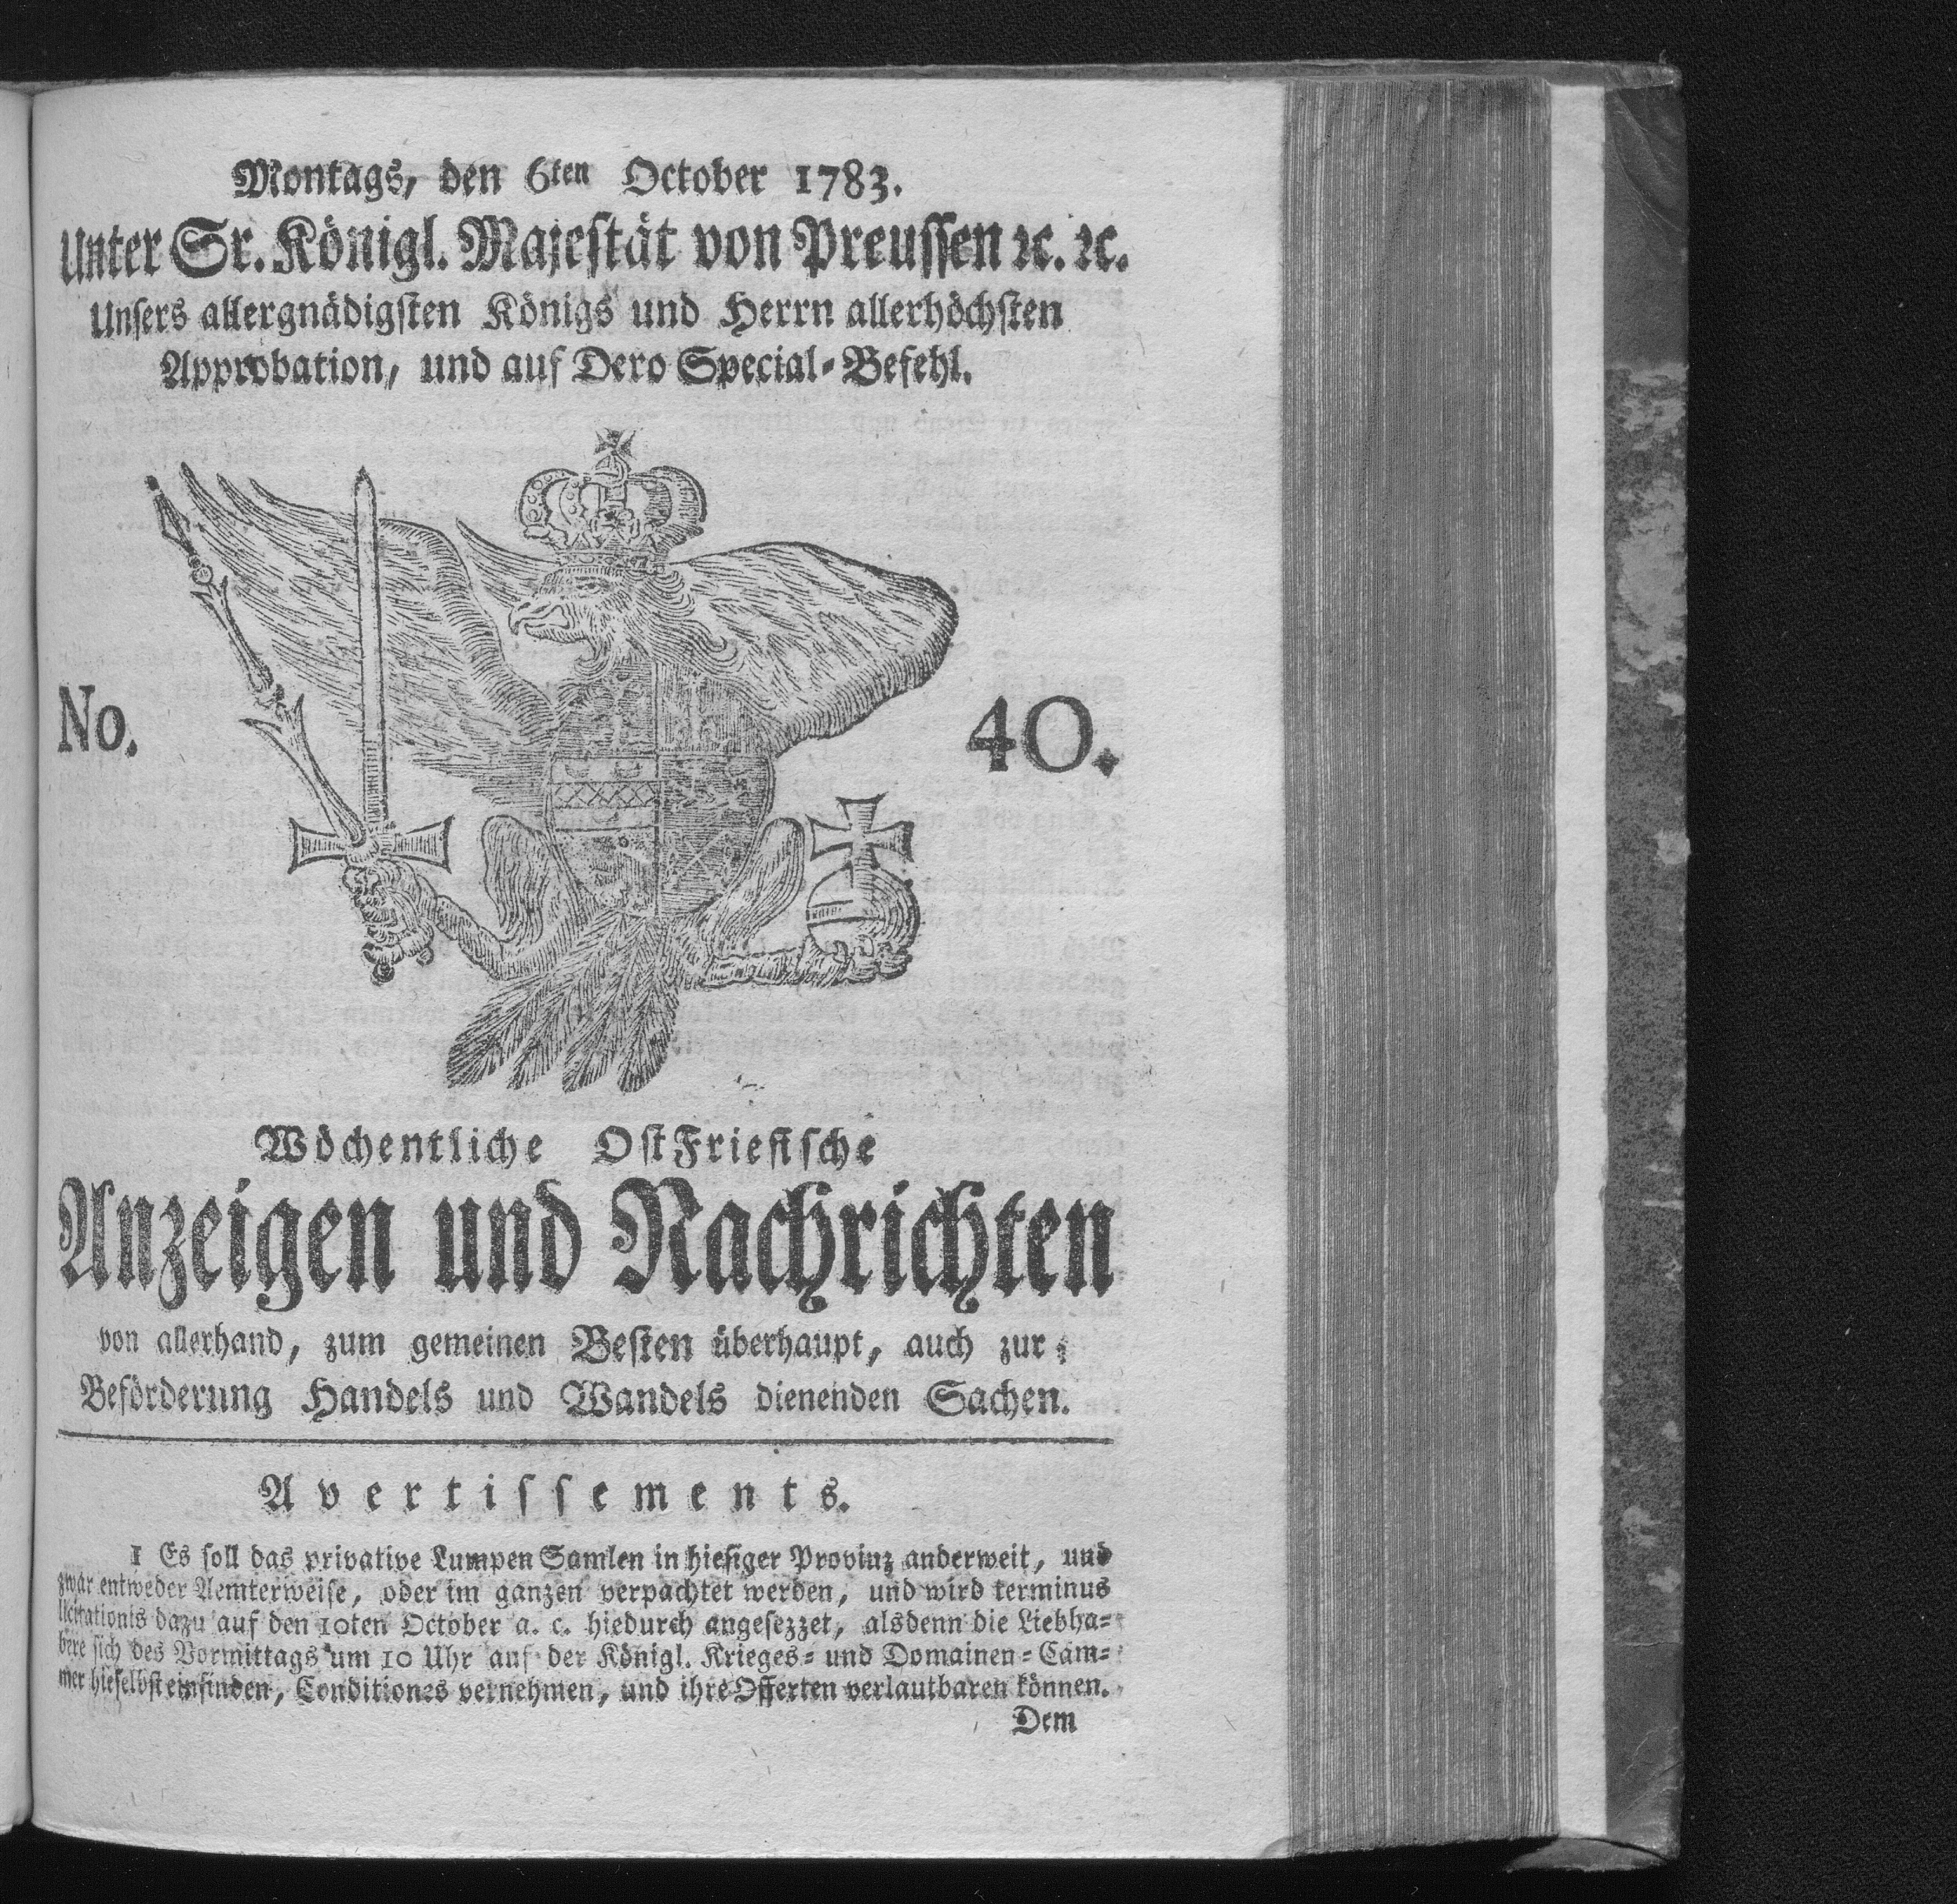 Montags, den 6ten October 1783.
Unter Sr. Königl. Majestät von Preussen ꝛc. ꝛc.
Unsers allergnädigsten Königs und Herrn allerhöchsten
Approbation, und auf Dero Special-Befehl.
No. 40.
Wöchentliche OstFriesische
Anzeigen und Nachrichten
von allerhand, zum gemeinen Besten überhaupt, auch zur
Beförderung Handels und Wandels dienenden Sachen.
Avertissements.
1 Es soll das privative Lumpen Samlen in hiesiger Provinz anderweit, und
zwar entweder Aemterweise, oder im ganzen verpachtet werden, und wird terminus
licitationis dazu auf den 10ten October a. c. hiedurch angesezzet, alsdenn die Liebha-
bere sich des Vormittags um 10 Uhr auf der Königl. Krieges- und Domainen-Cam-
mer hieselbst einfinden, Conditiones vernehmen, und ihre Offerten verlautbaren können.
Dem